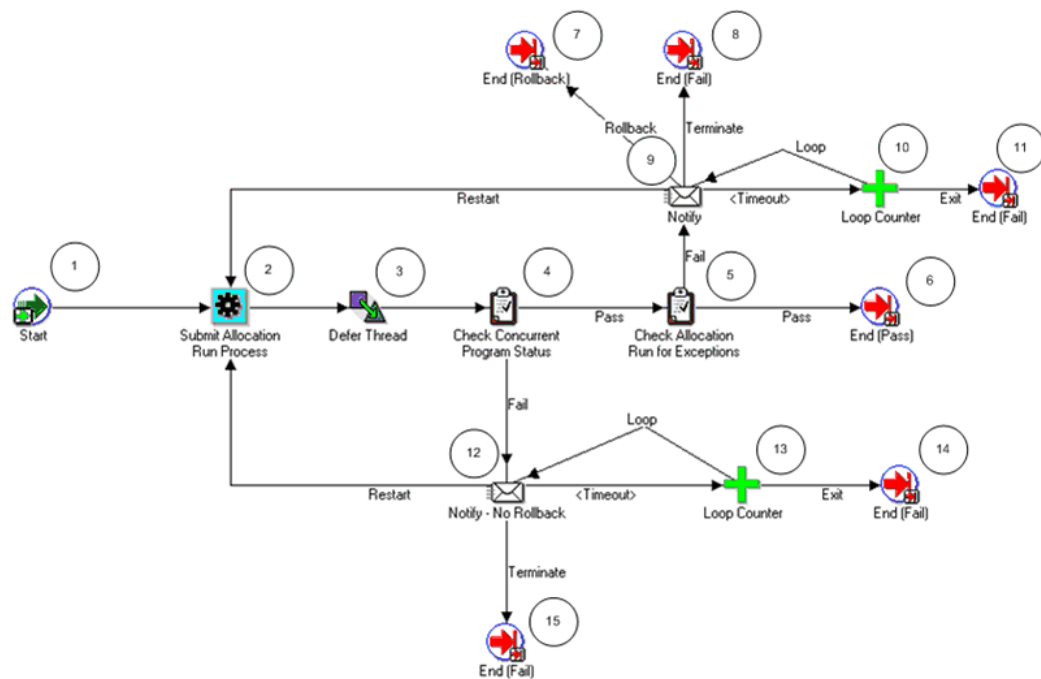 7
8
End (Rollback)
End (Fail)
Rollback
Terminate
9
Loop
10
11
Restart
<Timeout>
Exit
Notify
Loop Counter
End (Fail)
1
2
3
4
Fail
5
6
Pass
Pass
Start
Submit Allocation
Run Process
Defer Thread
Check Concurrent
Program Status
Check Allocation
Run for Exceptions
End (Pass)
Fail
Loop
12
13
14
Restart
<Timeout>
Exit
Notify - No Rollback
Loop Counter
End (Fail)
Terminate
15
End (Fail)